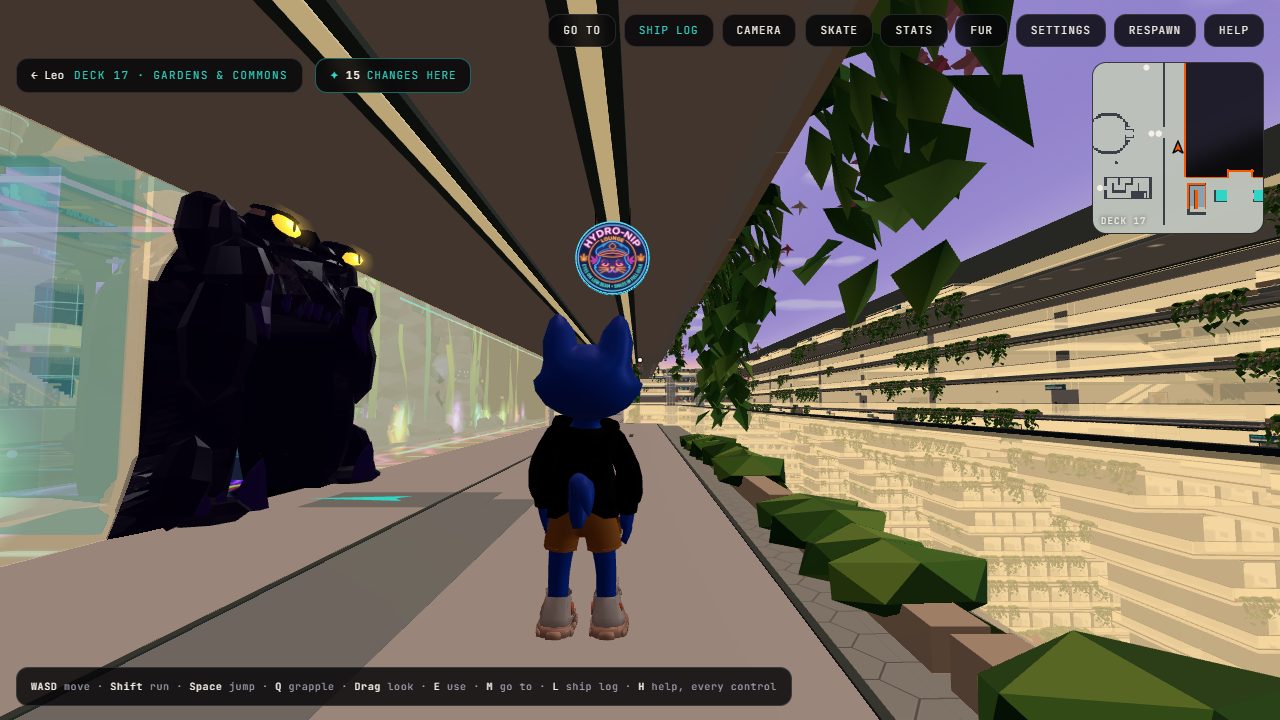 GO TO
SHIP LOG
CAMERA
SKATE
STATS
FUR
SETTINGS
RESPAWN
HELP
← Leo DECK 17 · GARDENS & COMMONS
✦ 15 CHANGES HERE
DECK 17
HYDRO-NIP
LOUNGE
WASD move · Shift run · Space jump · Q grapple · Drag look · E use · M go to · L ship log · H help, every control